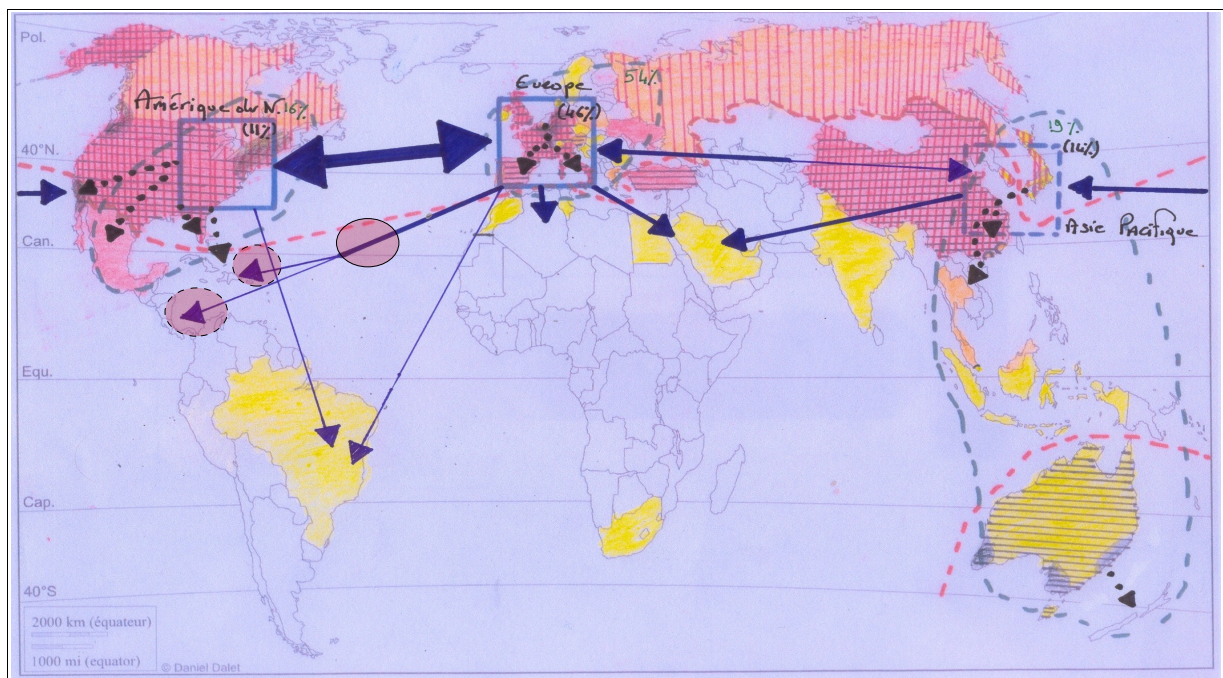 Pol.
Europe
54%
(46%)
Amérique du N. 16%
(11%)
19%
(14%)
40°N.
Asie Pacifique
Can.
Equ.
Cap.
40°S
2000 km (équateur)
1000 mi (equator)
© Daniel Dalet